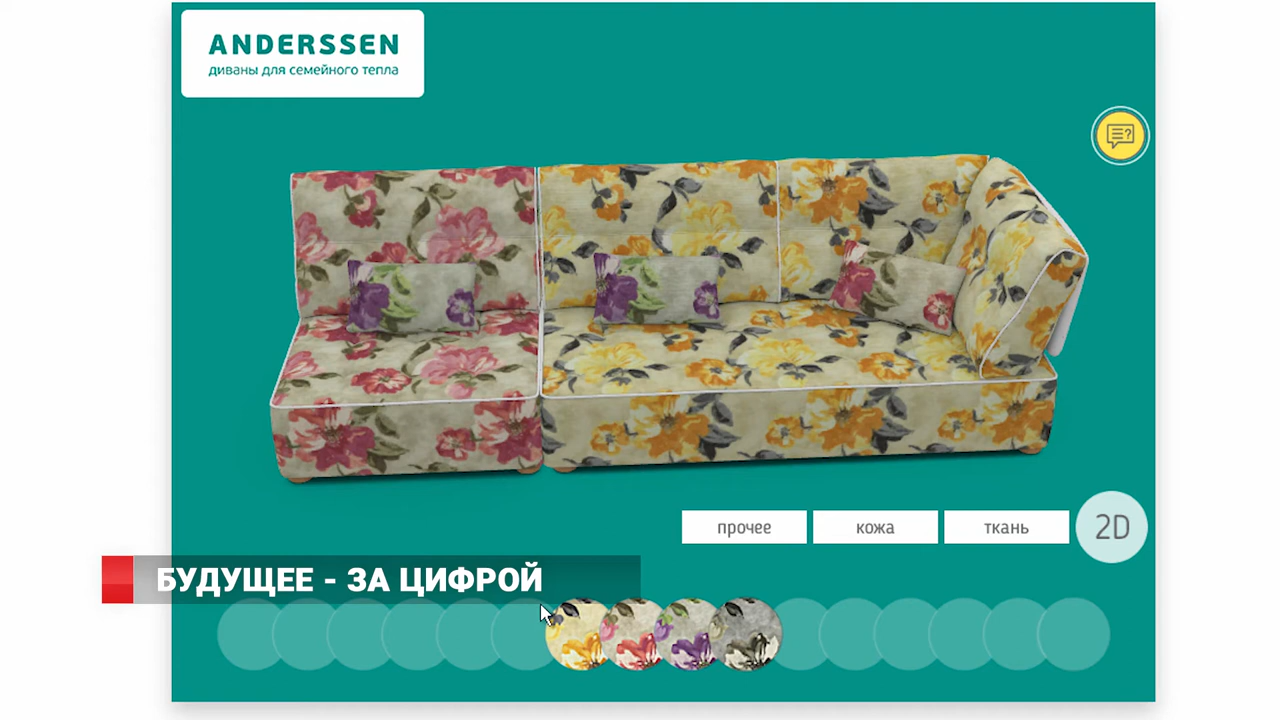 ANDERSSEN
диваны для семейного тепла
?
прочее
кожа
ткань
2D
БУДУЩЕЕ - ЗА ЦИФРОЙ